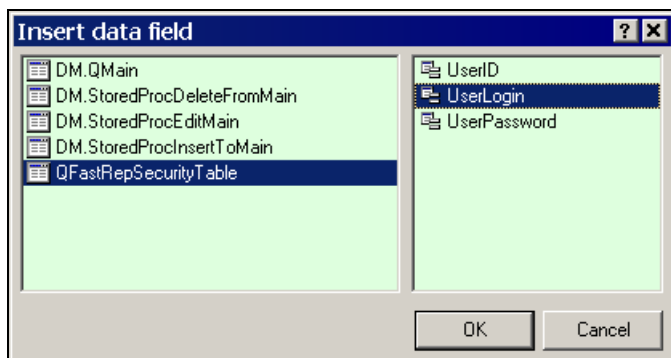 Insert data field
?
DM.QMain
DM.StoredProcDeleteFromMain
DM.StoredProcEditMain
DM.StoredProcInsertToMain
QFastRepSecurityTable
UserID
UserLogin
UserPassword
OK
Cancel